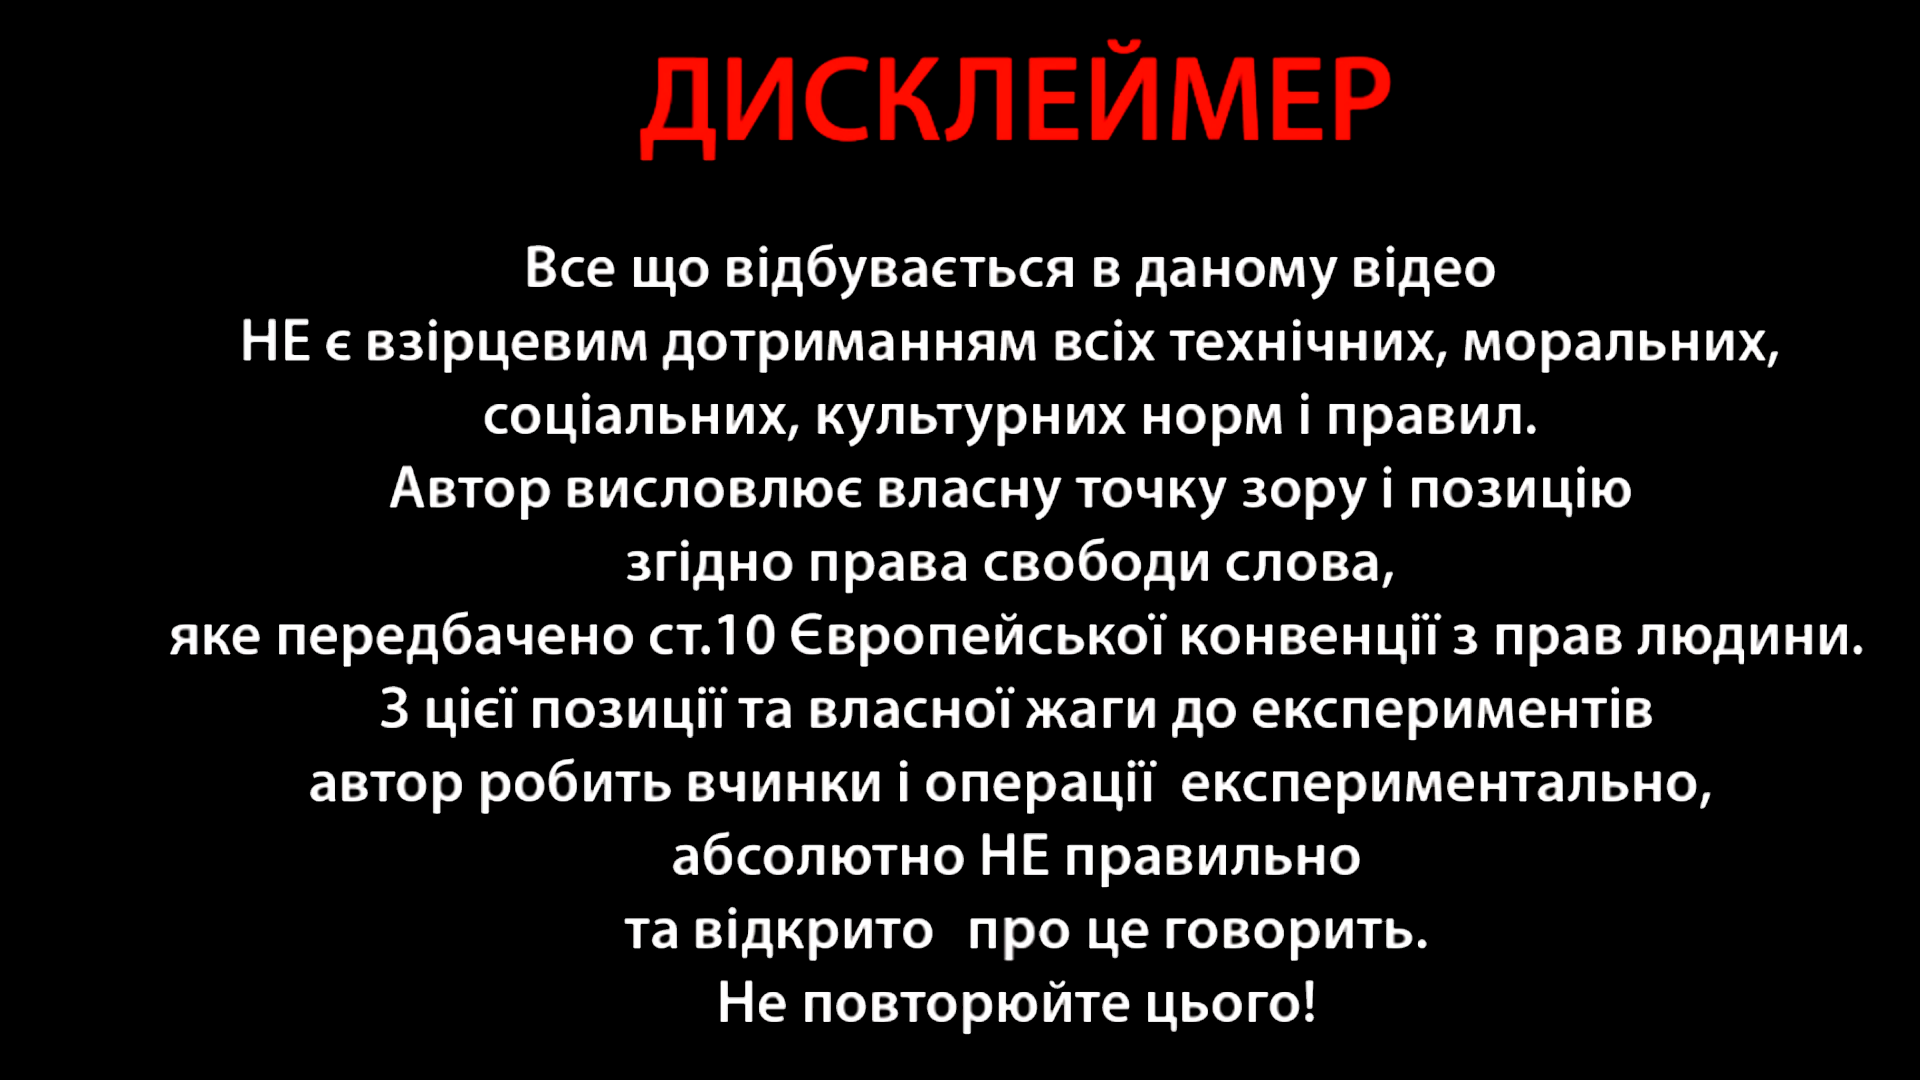 ДИСКЛЕЙМЕР
Все що відбувається в даному відео
НЕ є взірцевим дотриманням всіх технічних, моральних,
соціальних, культурних норм і правил.
Автор висловлює власну точку зору і позицію
згідно права свободи слова,
яке передбачено ст.10 Європейської конвенції з прав людини.
З цієї позиції та власної жаги до експериментів
автор робить вчинки і операції  експериментально,
абсолютно НЕ правильно
та відкрито  про це говорить.
Не повторюйте цього!